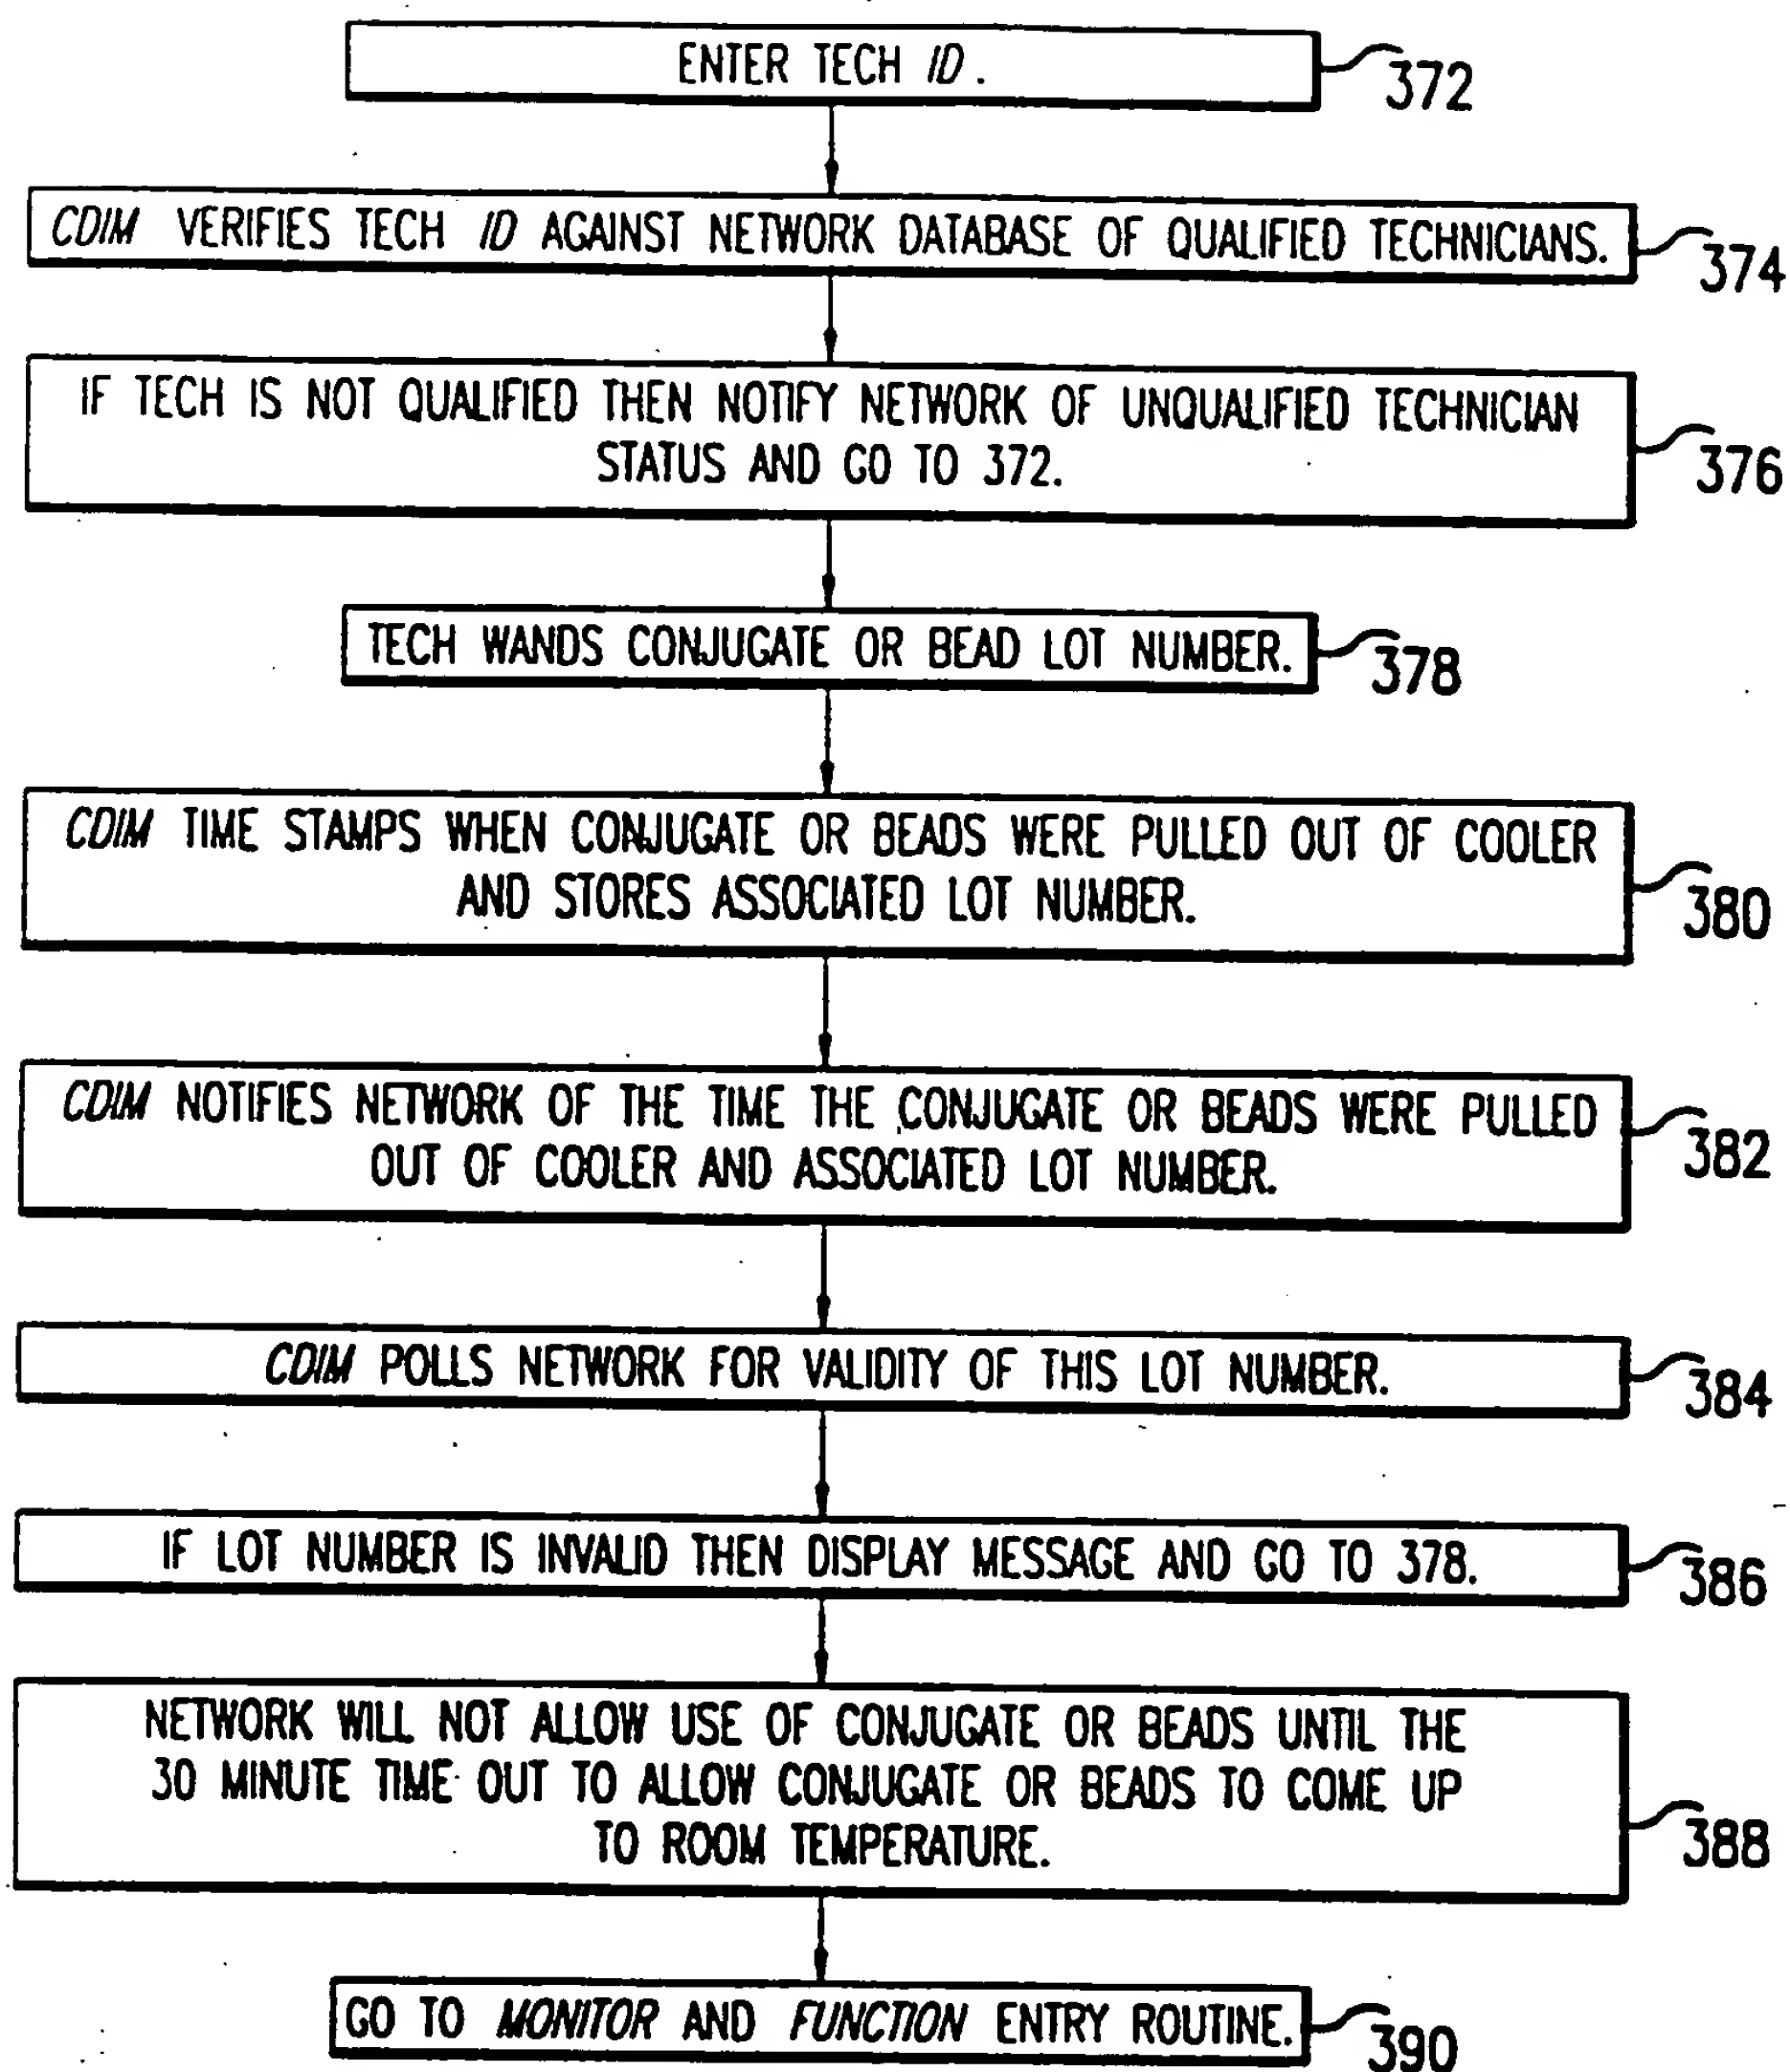 ENTER TECH ID.
372
CDIM VERIFIES TECH ID AGAINST NETWORK DATABASE OF QUALIFIED TECHNICIANS.
374
IF TECH IS NOT QUALIFIED THEN NOTIFY NETWORK OF UNQUALIFIED TECHNICIAN
STATUS AND GO TO 372.
376
TECH WANDS CONJUGATE OR BEAD LOT NUMBER.
378
CDIM TIME STAMPS WHEN CONJUGATE OR BEADS WERE PULLED OUT OF COOLER
AND STORES ASSOCIATED LOT NUMBER.
380
CDIM NOTIFIES NETWORK OF THE TIME THE CONJUGATE OR BEADS WERE PULLED
OUT OF COOLER AND ASSOCIATED LOT NUMBER.
382
CDIM POLLS NETWORK FOR VALIDITY OF THIS LOT NUMBER.
384
IF LOT NUMBER IS INVALID THEN DISPLAY MESSAGE AND GO TO 378.
386
NETWORK WILL NOT ALLOW USE OF CONJUGATE OR BEADS UNTIL THE
30 MINUTE TIME OUT TO ALLOW CONJUGATE OR BEADS TO COME UP
TO ROOM TEMPERATURE.
388
GO TO MONITOR AND FUNCTION ENTRY ROUTINE.
390